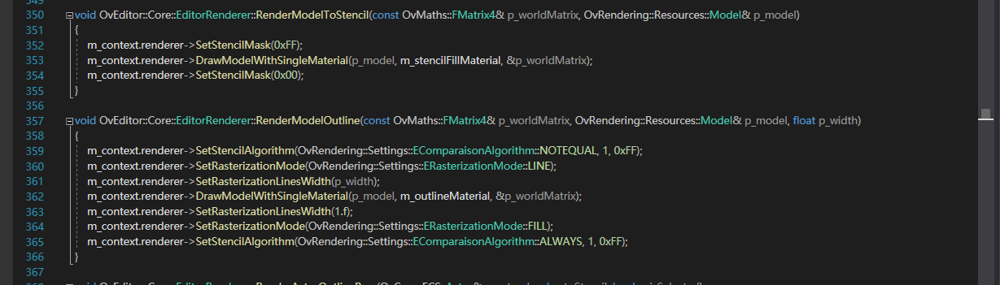 349
350 void OvEditor::Core::EditorRenderer::RenderModelToStencil(const OvMaths::FMatrix4& p_worldMatrix, OvRendering::Resources::Model& p_model)
351 {
352 m_context.renderer->SetStencilMask(0xFF);
353 m_context.renderer->DrawModelWithSingleMaterial(p_model, m_stencilFillMaterial, &p_worldMatrix);
354 m_context.renderer->SetStencilMask(0x00);
355 }
356
357 void OvEditor::Core::EditorRenderer::RenderModelOutline(const OvMaths::FMatrix4& p_worldMatrix, OvRendering::Resources::Model& p_model, float p_width)
358 {
359 m_context.renderer->SetStencilAlgorithm(OvRendering::Settings::EComparaisonAlgorithm::NOTEQUAL, 1, 0xFF);
360 m_context.renderer->SetRasterizationMode(OvRendering::Settings::ERasterizationMode::LINE);
361 m_context.renderer->SetRasterizationLinesWidth(p_width);
362 m_context.renderer->DrawModelWithSingleMaterial(p_model, m_outlineMaterial, &p_worldMatrix);
363 m_context.renderer->SetRasterizationLinesWidth(1.f);
364 m_context.renderer->SetRasterizationMode(OvRendering::Settings::ERasterizationMode::FILL);
365 m_context.renderer->SetStencilAlgorithm(OvRendering::Settings::EComparaisonAlgorithm::ALWAYS, 1, 0xFF);
366 }
367